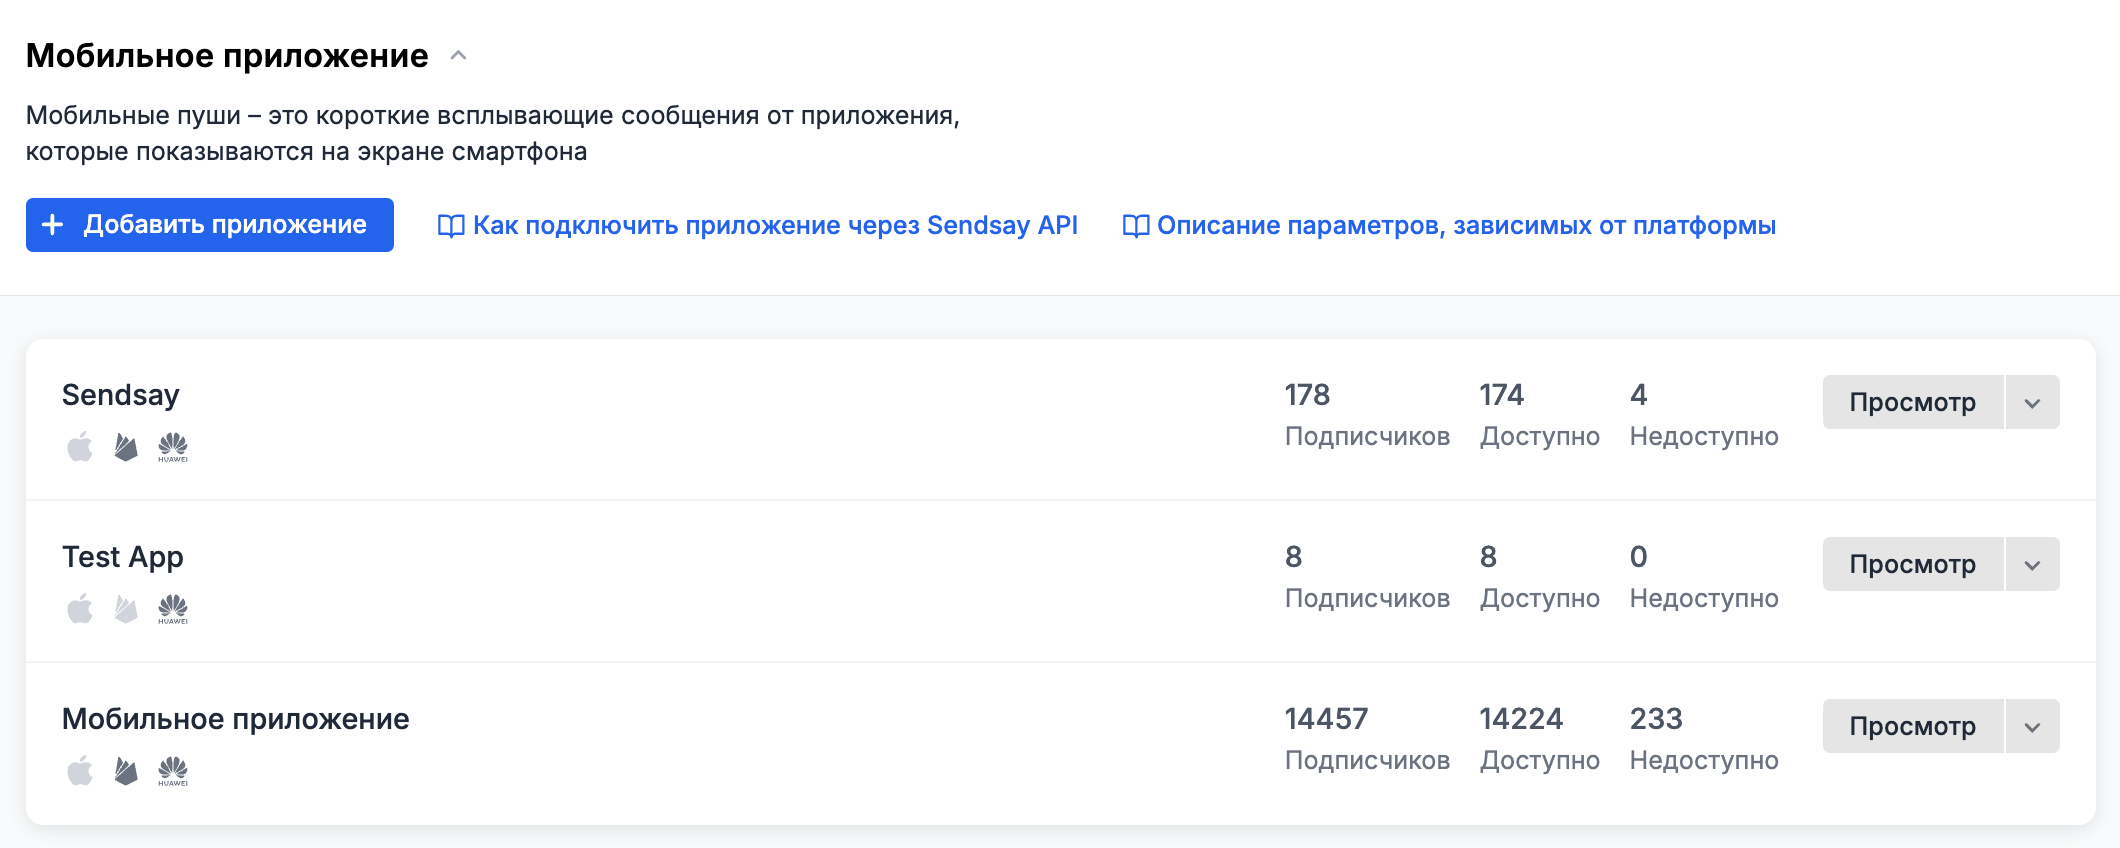 Мобильное приложение
Мобильные пуши – это короткие всплывающие сообщения от приложения,
которые показываются на экране смартфона
Добавить приложение
Как подключить приложение через Sendsay API
Описание параметров, зависимых от платформы
Sendsay
HUAWEI
178
Подписчиков
174
Доступно
4
Недоступно
Просмотр
Test App
HUAWEI
8
Подписчиков
8
Доступно
0
Недоступно
Просмотр
Мобильное приложение
HUAWEI
14457
Подписчиков
14224
Доступно
233
Недоступно
Просмотр